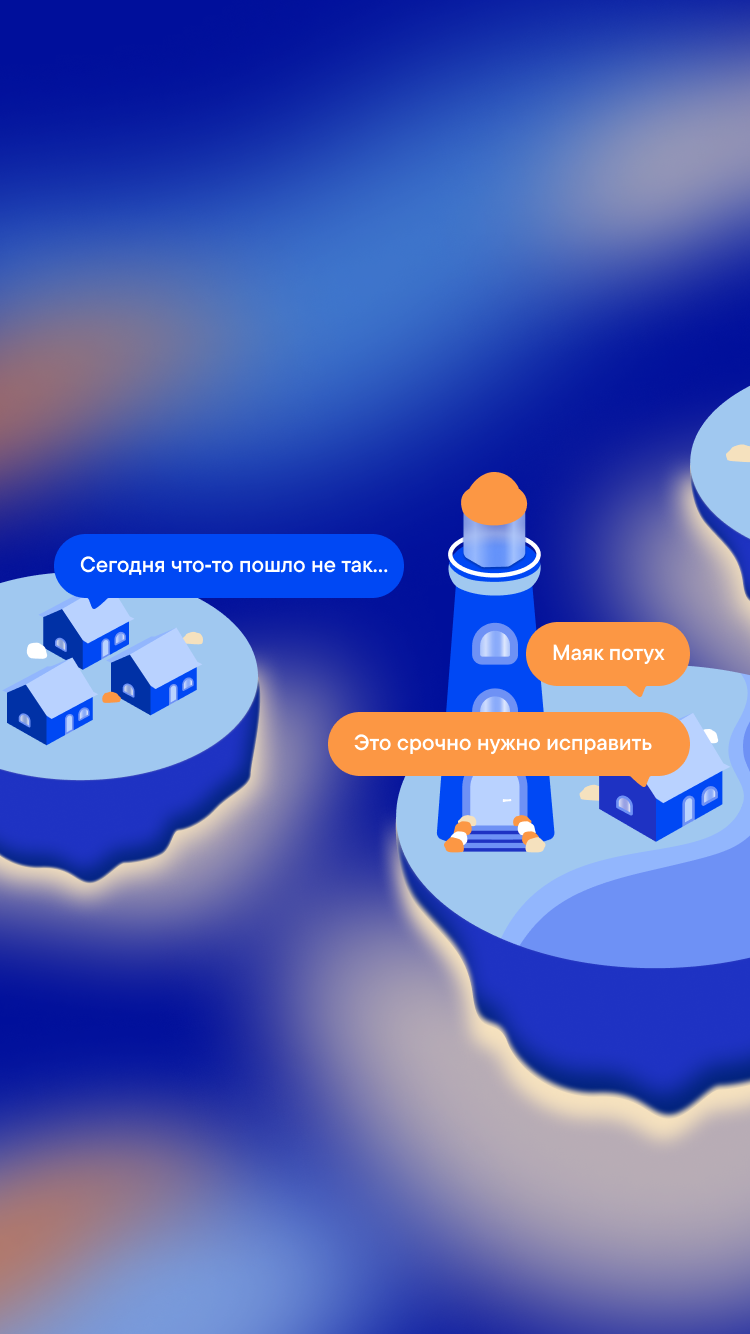 Сегодня что-то пошло не так...
Маяк потух
Это срочно нужно исправить